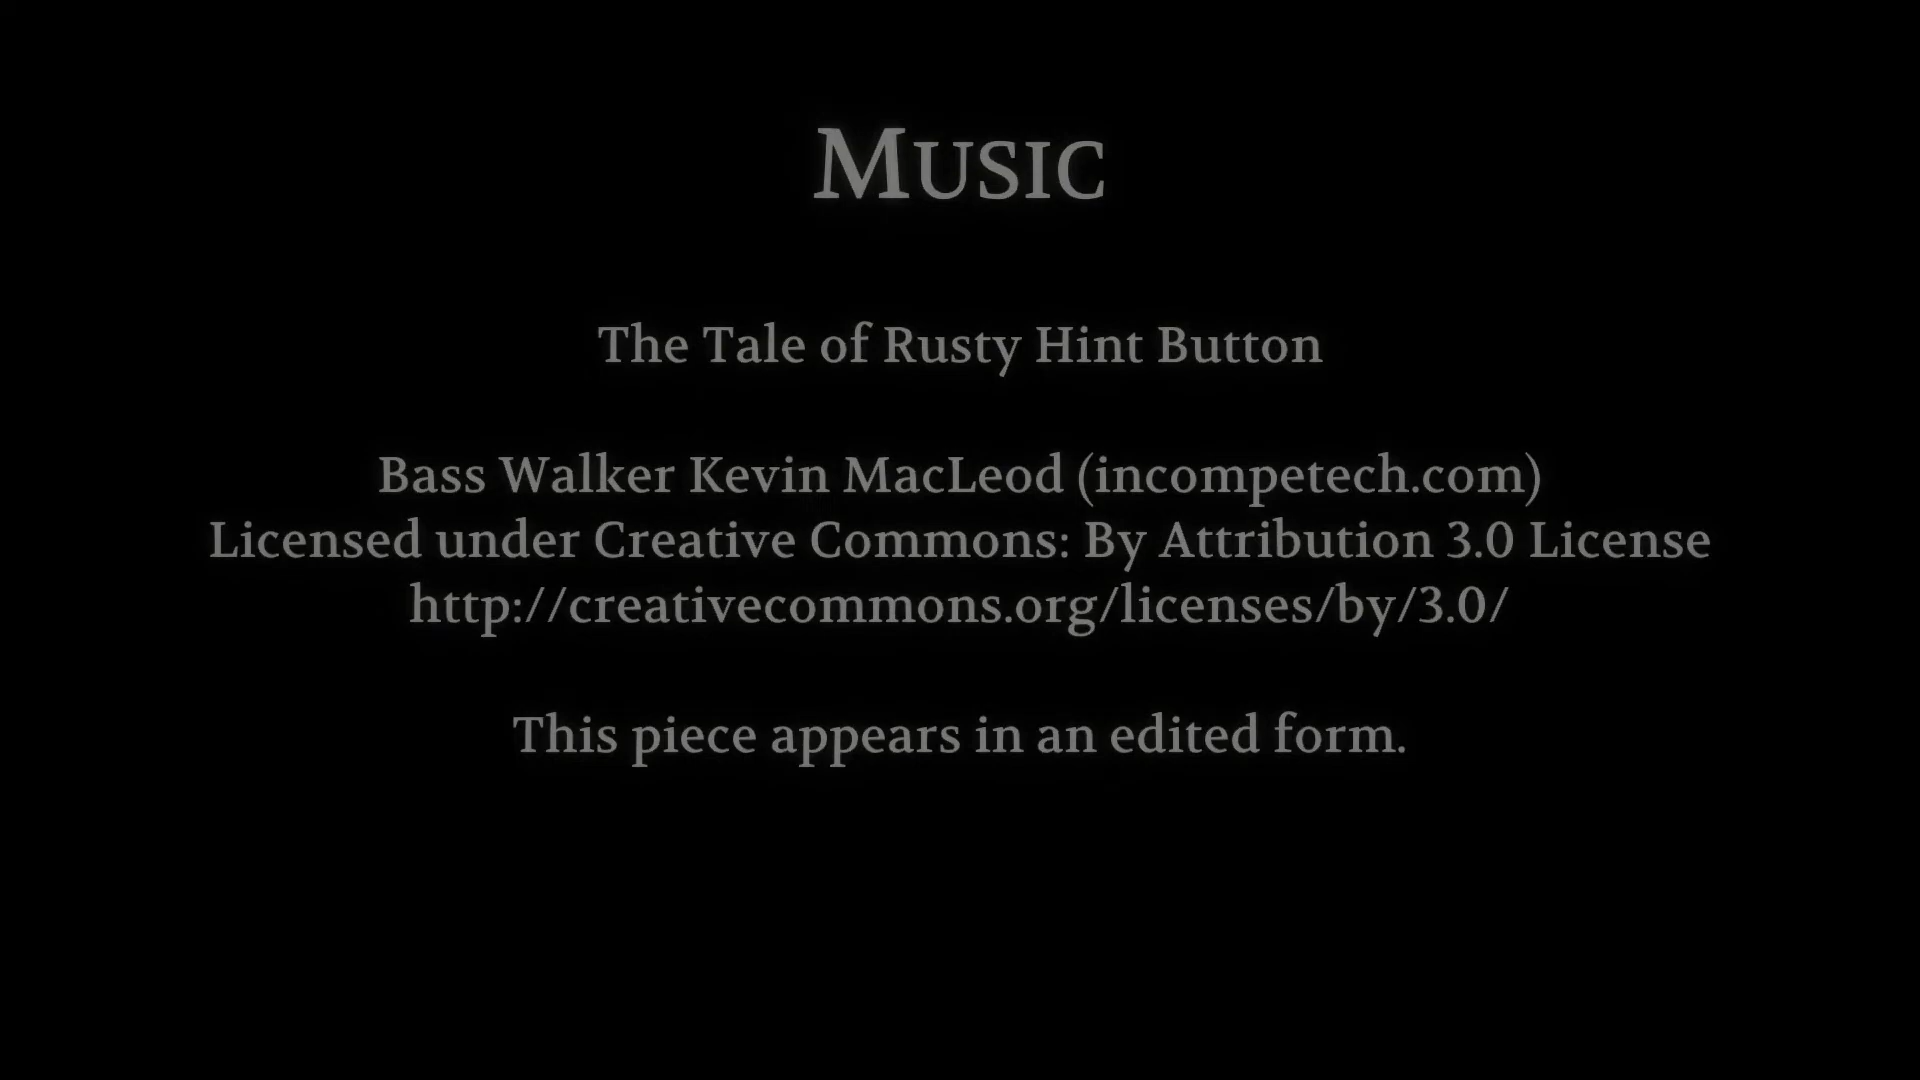 Music
The Tale of Rusty Hint Button
Bass Walker Kevin MacLeod (incompetech.com)
Licensed under Creative Commons: By Attribution 3.0 License
http://creativecommons.org/licenses/by/3.0/
This piece appears in an edited form.